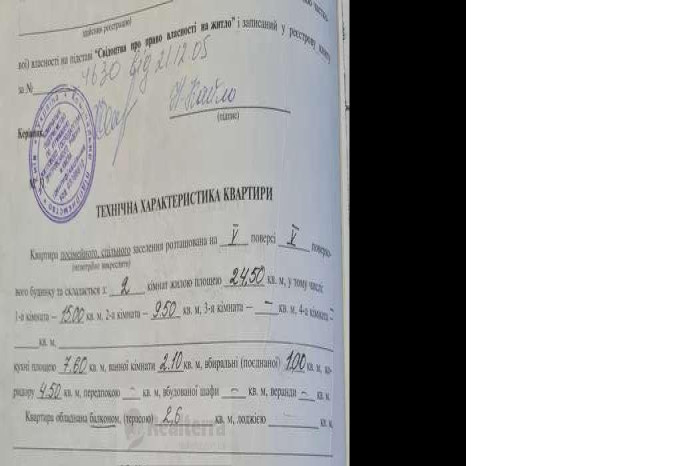 (дійсна реєстрація)
вої) власності на підставі "Свідоцтва про право власності на житло" і записаний у реєстрову книгу
за № 4630 від 21.12.05
Керівник
(підпис)
ТЕХНІЧНА ХАРАКТЕРИСТИКА КВАРТИРИ
Квартира посімейного, спільного заселення розташована на V поверсі V поверхо-
(непотрібне викреслити)
вого будинку та складається з: 2 кімнат жилою площею 24,50 кв. м, у тому числі:
1-а кімната — 15.00 кв. м, 2-а кімната — 9.50 кв. м, 3-я кімната — – кв. м, 4-а кімната –
кв. м,
кухні площею 7.60 кв. м, ванної кімнати 2.10 кв. м, вбиральні (поєднаної) 1.00 кв. м, ко-
ридору 4.50 кв. м, передпокою – кв. м, вбудованої шафи – кв. м, веранди – кв. м.
Квартира обладнана балконом, (терасою) 2,6 кв. м, лоджією кв. м.
Realterra